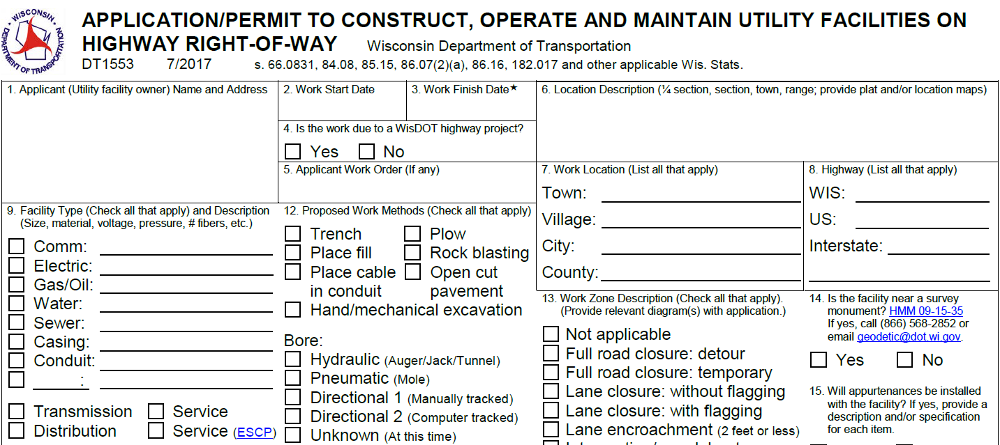 WISCONSIN
DEPARTMENT OF TRANSPORTATION
APPLICATION/PERMIT TO CONSTRUCT, OPERATE AND MAINTAIN UTILITY FACILITIES ON
HIGHWAY RIGHT-OF-WAY Wisconsin Department of Transportation
DT1553 7/2017 s. 66.0831, 84.08, 85.15, 86.07(2)(a), 86.16, 182.017 and other applicable Wis. Stats.
1. Applicant (Utility facility owner) Name and Address
2. Work Start Date
3. Work Finish Date★
4. Is the work due to a WisDOT highway project?
Yes No
5. Applicant Work Order (If any)
6. Location Description (¼ section, section, town, range; provide plat and/or location maps)
7. Work Location (List all that apply)
Town:
Village:
City:
County:
8. Highway (List all that apply)
WIS:
US:
Interstate:
9. Facility Type (Check all that apply) and Description
(Size, material, voltage, pressure, # fibers, etc.)
Comm:
Electric:
Gas/Oil:
Water:
Sewer:
Casing:
Conduit:
:
Transmission Service
Distribution Service (ESCP)
12. Proposed Work Methods (Check all that apply)
Trench Plow
Place fill Rock blasting
Place cable Open cut
in conduit pavement
Hand/mechanical excavation
Bore:
Hydraulic (Auger/Jack/Tunnel)
Pneumatic (Mole)
Directional 1 (Manually tracked)
Directional 2 (Computer tracked)
Unknown (At this time)
13. Work Zone Description (Check all that apply).
(Provide relevant diagram(s) with application.)
Not applicable
Full road closure: detour
Full road closure: temporary
Lane closure: without flagging
Lane closure: with flagging
Lane encroachment (2 feet or less)
14. Is the facility near a survey
monument? HMM 09-15-35
If yes, call (866) 568-2852 or
email geodetic@dot.wi.gov.
Yes No
15. Will appurtenances be installed
with the facility? If yes, provide a
description and/or specification
for each item.